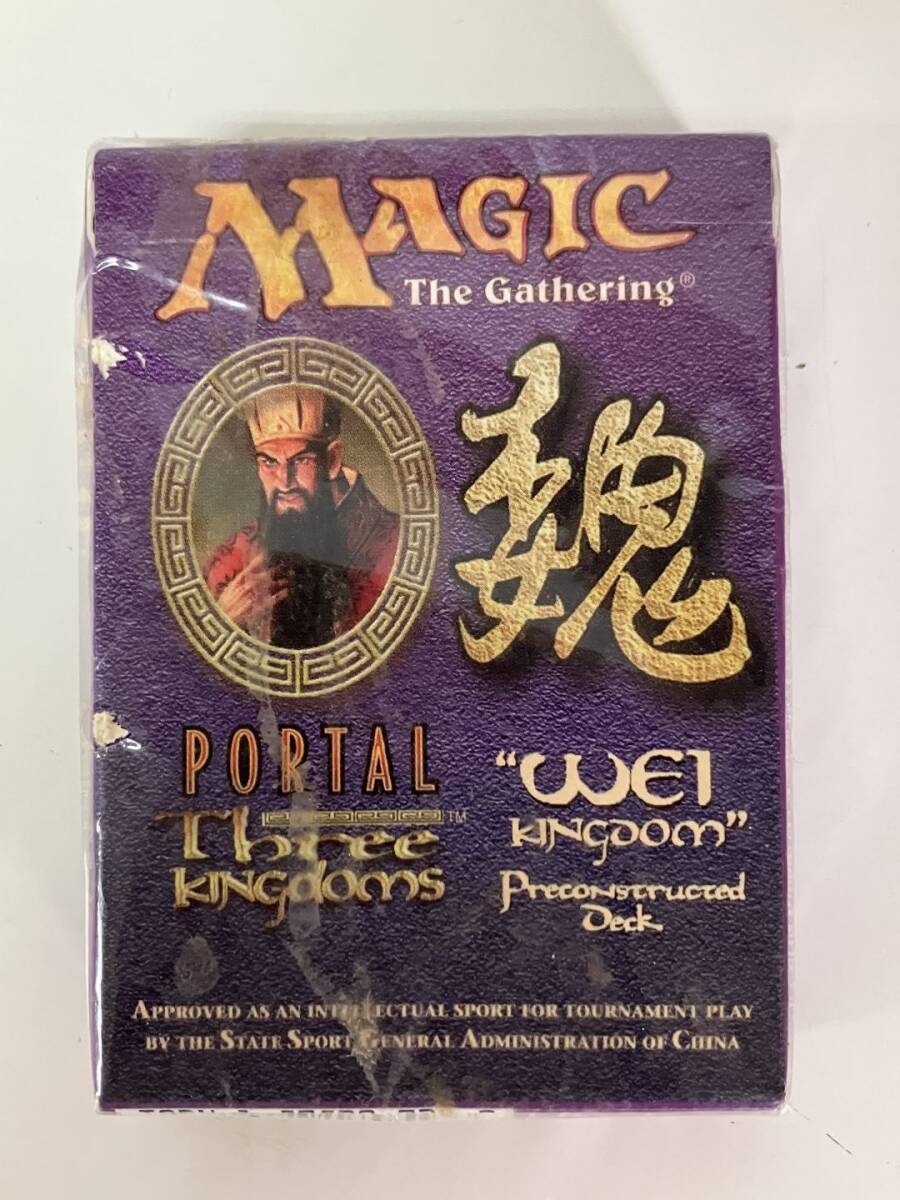 MAGIC
The Gathering®
魏
PORTAL
Three™
Kingdoms
"WEI
KINGDOM"
Preconstructed
Deck
APPROVED AS AN INTELLECTUAL SPORT FOR TOURNAMENT PLAY
BY THE STATE SPORT GENERAL ADMINISTRATION OF CHINA